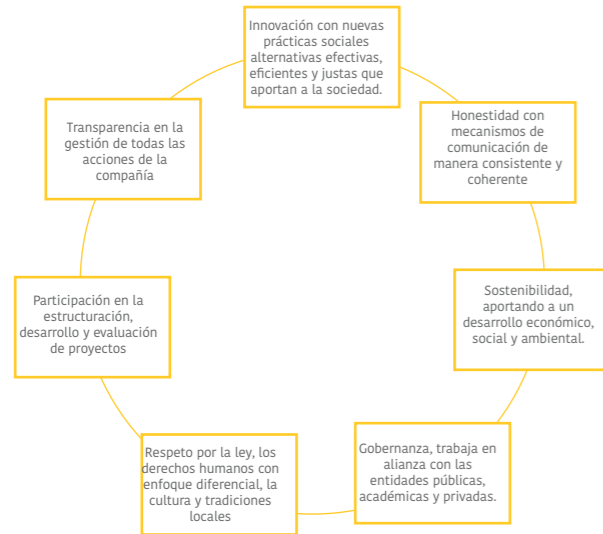 Innovación con nuevas
prácticas sociales
alternativas efectivas,
eficientes y justas que
aportan a la sociedad.
Honestidad con
mecanismos de
comunicación de
manera consistente y
coherente
Sostenibilidad,
aportando a un
desarrollo económico,
social y ambiental.
Gobernanza, trabaja en
alianza con las
entidades públicas,
académicas y privadas.
Respeto por la ley, los
derechos humanos con
enfoque diferencial, la
cultura y tradiciones
locales
Participación en la
estructuración,
desarrollo y evaluación
de proyectos
Transparencia en la
gestión de todas las
acciones de la
compañía